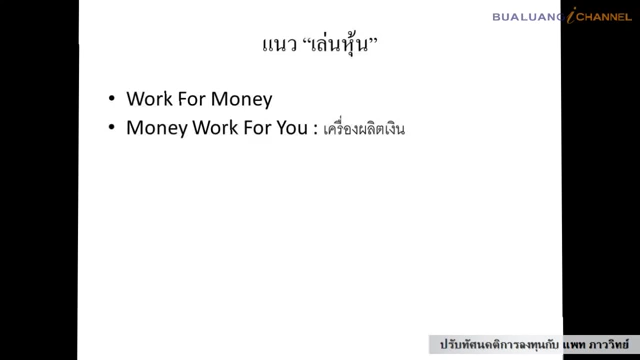 BUALUANG iCHANNEL
แนว “เล่นหุ้น”
• Work For Money
• Money Work For You : เครื่องผลิตเงิน
ปรับทัศนคติการลงทุนกับ แพท ภาววิทย์